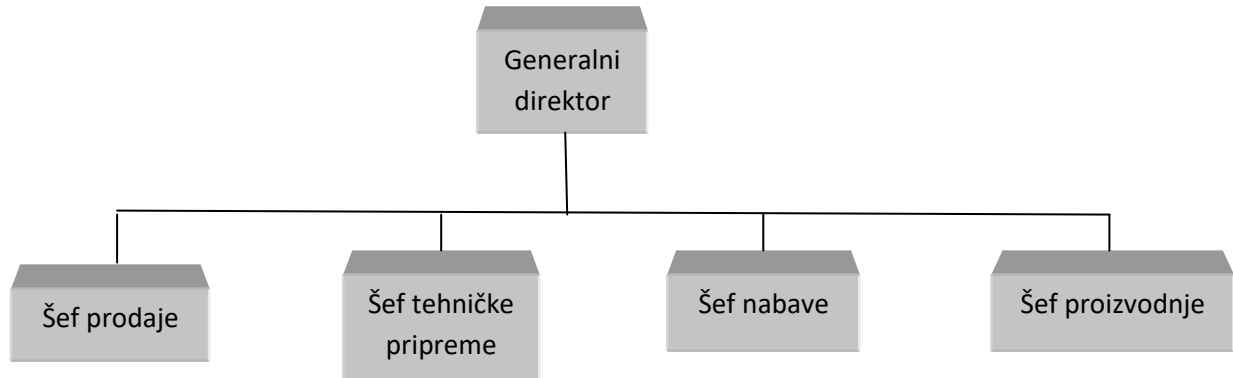 Generalni
direktor
Šef prodaje
Šef tehničke
pripreme
Šef nabave
Šef proizvodnje